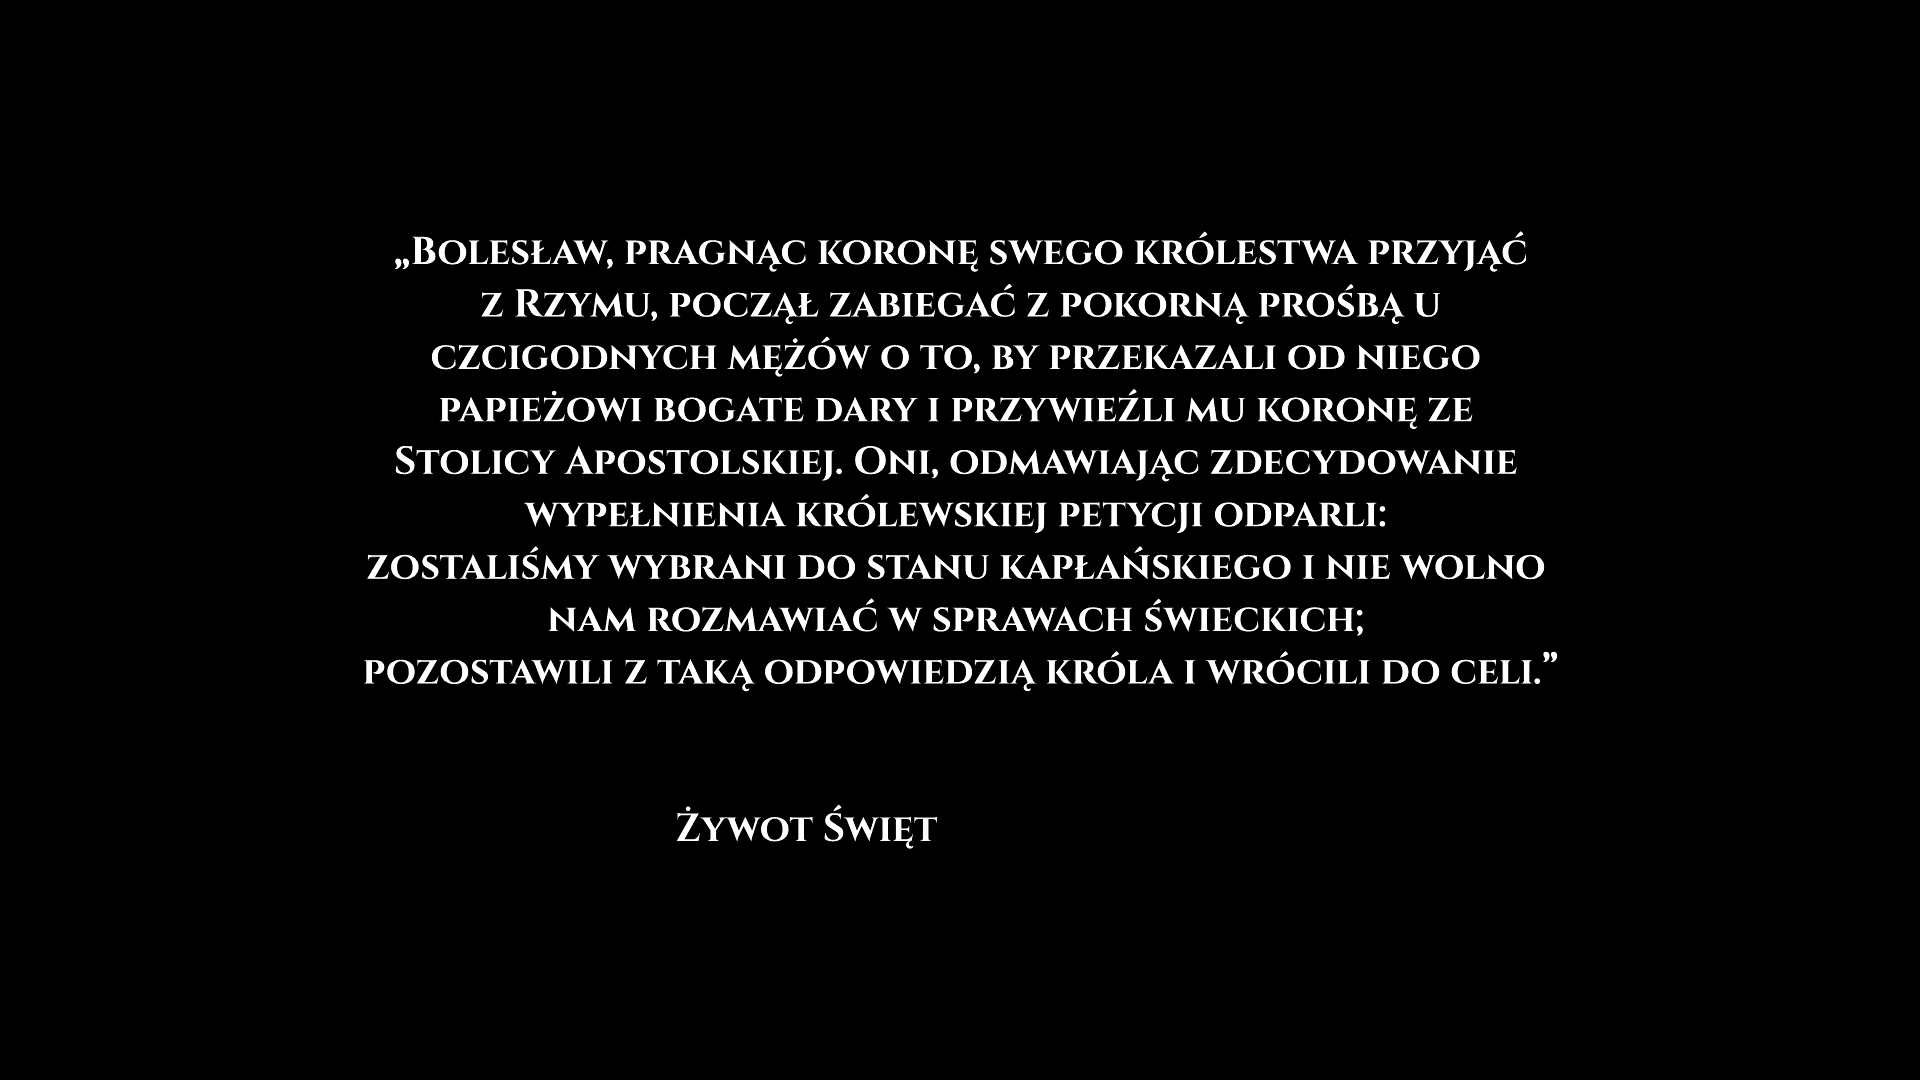 „Bolesław, pragnąc koronę swego królestwa przyjąć
z Rzymu, począł zabiegać z pokorną prośbą u
czcigodnych mężów o to, by przekazali od niego
papieżowi bogate dary i przywieźli mu koronę ze
Stolicy Apostolskiej. Oni, odmawiając zdecydowanie
wypełnienia królewskiej petycji odparli:
zostaliśmy wybrani do stanu kapłańskiego i nie wolno
nam rozmawiać w sprawach świeckich;
pozostawili z taką odpowiedzią króla i wrócili do celi.”
Żywot Święt